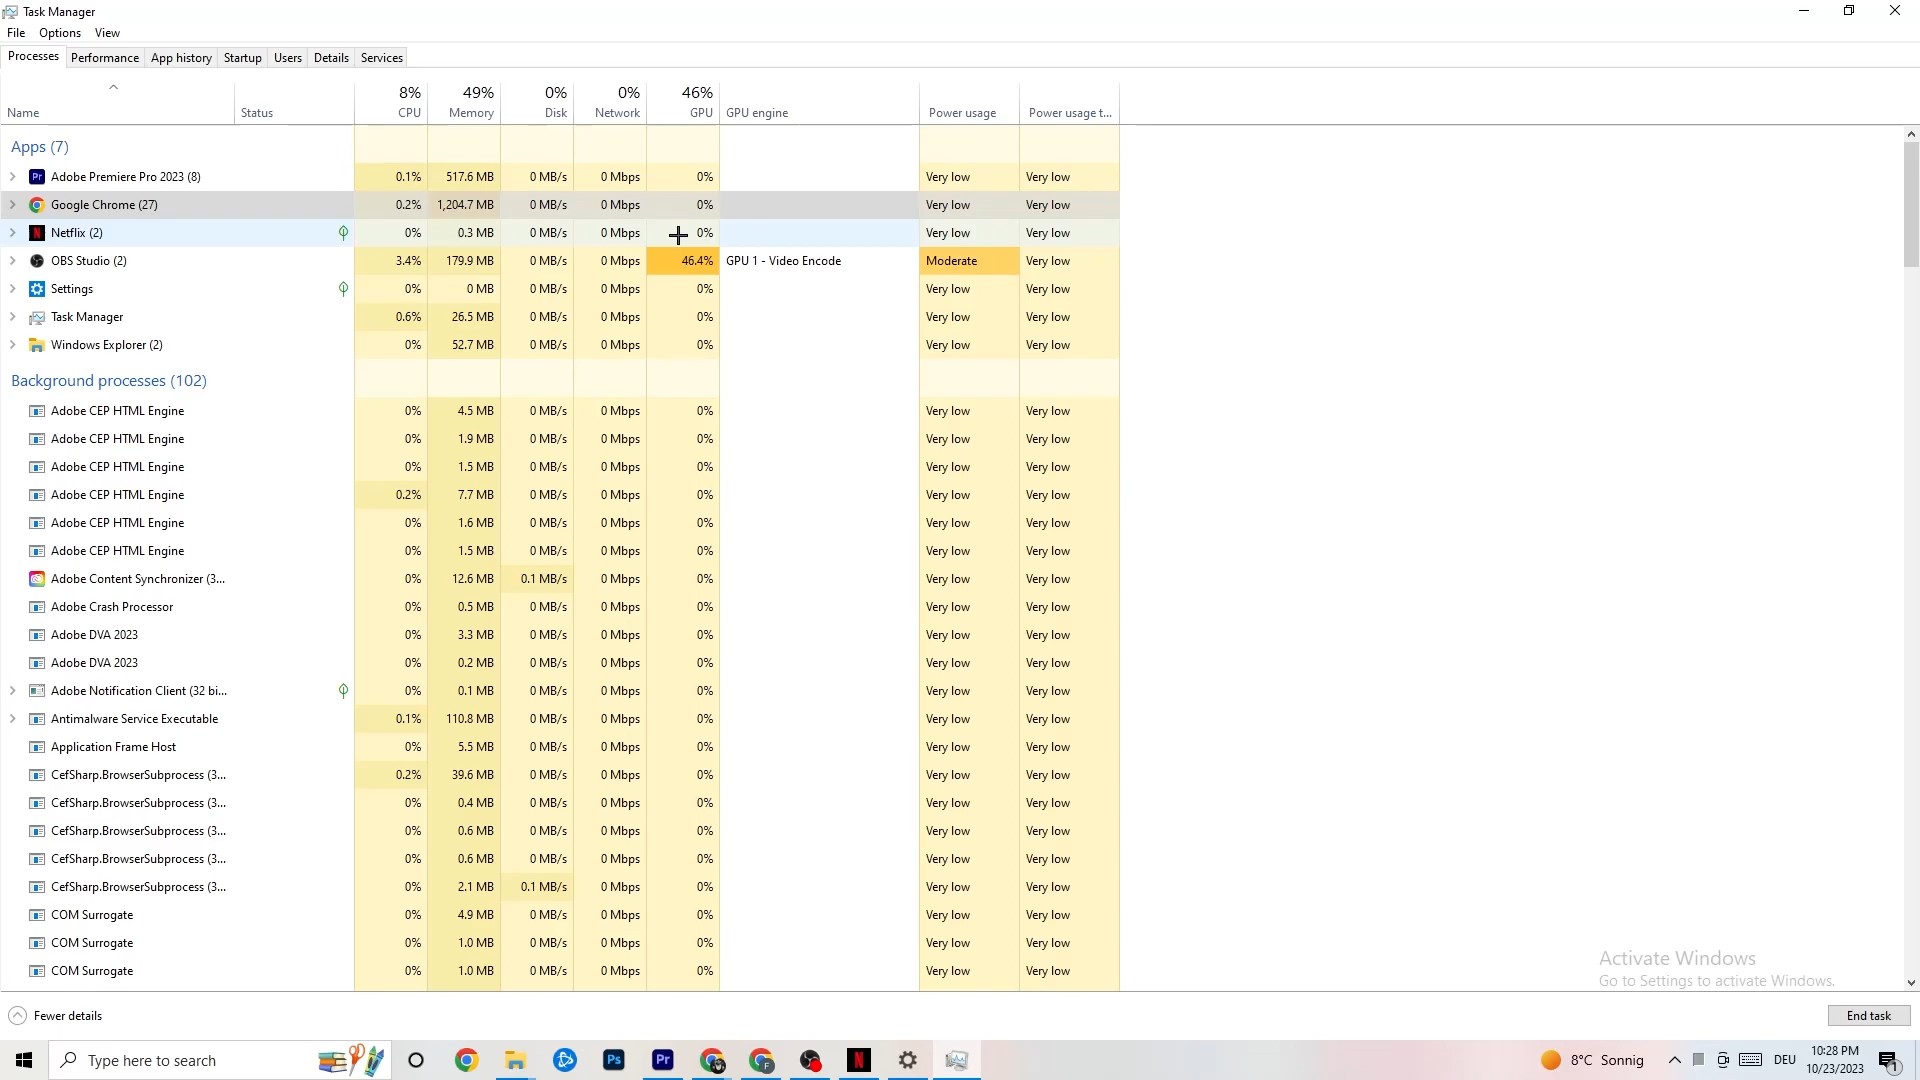 Task Manager
File Options View
Processes Performance App history Startup Users Details Services
8% 49% 0% 0% 46%
Name Status CPU Memory Disk Network GPU GPU engine Power usage Power usage t...
Apps (7)
Adobe Premiere Pro 2023 (8) 0.1% 517.6 MB 0 MB/s 0 Mbps 0% Very low Very low
Google Chrome (27) 0.2% 1,204.7 MB 0 MB/s 0 Mbps 0% Very low Very low
Netflix (2) 0% 0.3 MB 0 MB/s 0 Mbps 0% Very low Very low
OBS Studio (2) 3.4% 179.9 MB 0 MB/s 0 Mbps 46.4% GPU 1 - Video Encode Moderate Very low
Settings 0% 0 MB 0 MB/s 0 Mbps 0% Very low Very low
Task Manager 0.6% 26.5 MB 0 MB/s 0 Mbps 0% Very low Very low
Windows Explorer (2) 0% 52.7 MB 0 MB/s 0 Mbps 0% Very low Very low
Background processes (102)
Adobe CEP HTML Engine 0% 4.5 MB 0 MB/s 0 Mbps 0% Very low Very low
Adobe CEP HTML Engine 0% 1.9 MB 0 MB/s 0 Mbps 0% Very low Very low
Adobe CEP HTML Engine 0% 1.5 MB 0 MB/s 0 Mbps 0% Very low Very low
Adobe CEP HTML Engine 0.2% 7.7 MB 0 MB/s 0 Mbps 0% Very low Very low
Adobe CEP HTML Engine 0% 1.6 MB 0 MB/s 0 Mbps 0% Very low Very low
Adobe CEP HTML Engine 0% 1.5 MB 0 MB/s 0 Mbps 0% Very low Very low
Adobe Content Synchronizer (3... 0% 12.6 MB 0.1 MB/s 0 Mbps 0% Very low Very low
Adobe Crash Processor 0% 0.5 MB 0 MB/s 0 Mbps 0% Very low Very low
Adobe DVA 2023 0% 3.3 MB 0 MB/s 0 Mbps 0% Very low Very low
Adobe DVA 2023 0% 0.2 MB 0 MB/s 0 Mbps 0% Very low Very low
Adobe Notification Client (32 bi... 0% 0.1 MB 0 MB/s 0 Mbps 0% Very low Very low
Antimalware Service Executable 0.1% 110.8 MB 0 MB/s 0 Mbps 0% Very low Very low
Application Frame Host 0% 5.5 MB 0 MB/s 0 Mbps 0% Very low Very low
CefSharp.BrowserSubprocess (3... 0.2% 39.6 MB 0 MB/s 0 Mbps 0% Very low Very low
CefSharp.BrowserSubprocess (3... 0% 0.4 MB 0 MB/s 0 Mbps 0% Very low Very low
CefSharp.BrowserSubprocess (3... 0% 0.6 MB 0 MB/s 0 Mbps 0% Very low Very low
CefSharp.BrowserSubprocess (3... 0% 0.6 MB 0 MB/s 0 Mbps 0% Very low Very low
CefSharp.BrowserSubprocess (3... 0% 2.1 MB 0.1 MB/s 0 Mbps 0% Very low Very low
COM Surrogate 0% 4.9 MB 0 MB/s 0 Mbps 0% Very low Very low
COM Surrogate 0% 1.0 MB 0 MB/s 0 Mbps 0% Very low Very low
COM Surrogate 0% 1.0 MB 0 MB/s 0 Mbps 0% Very low Very low
Activate Windows
Go to Settings to activate Windows.
Fewer details End task
Type here to search 8°C Sonnig DEU 10:28 PM
10/23/2023